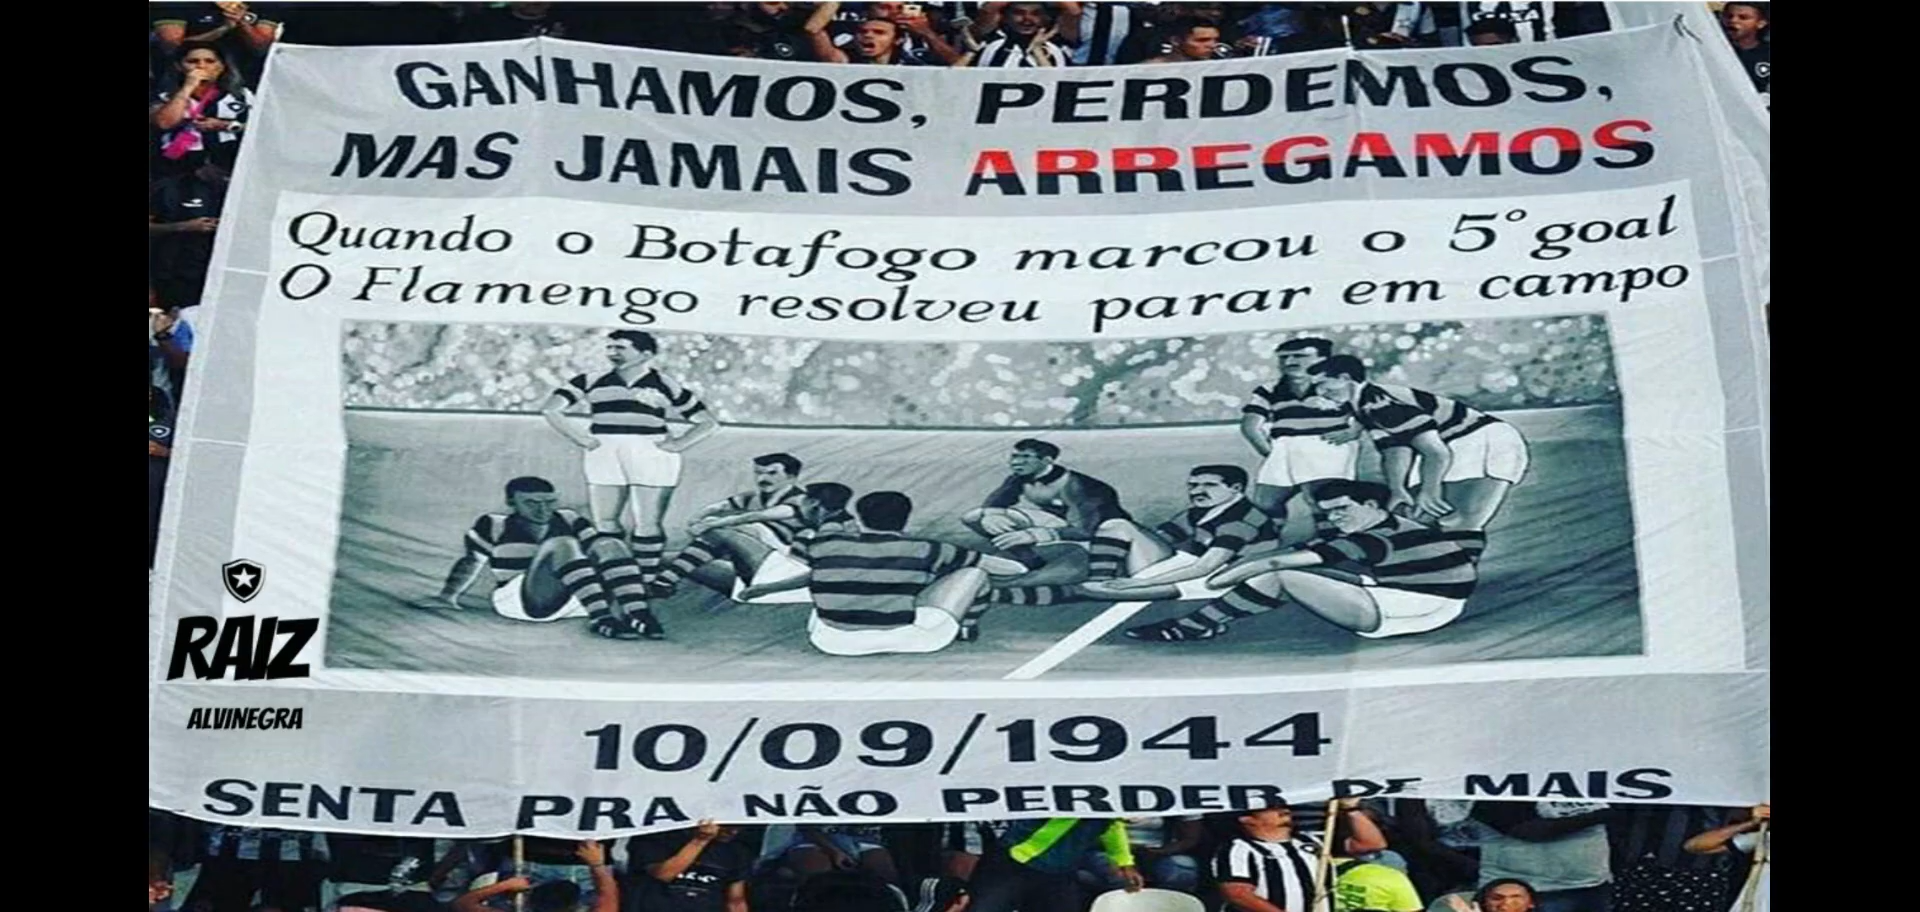 GANHAMOS, PERDEMOS,
MAS JAMAIS ARREGAMOS
Quando o Botafogo marcou o 5º goal
O Flamengo resolveu parar em campo
RAIZ
ALVINEGRA
10/09/1944
SENTA PRA NÃO PERDER DE MAIS